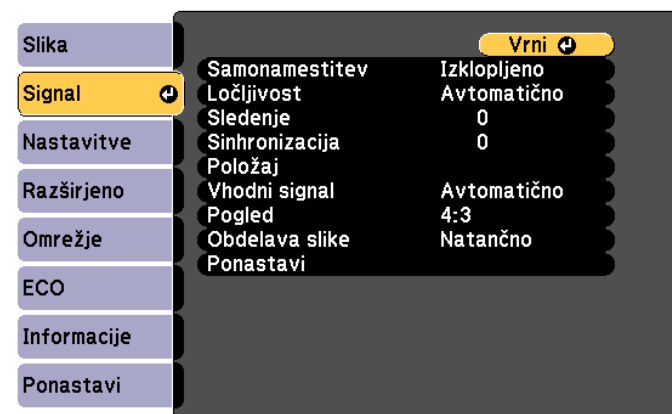 Slika
Signal
Nastavitve
Razširjeno
Omrežje
ECO
Informacije
Ponastavi
Vrni
Samonamestitev Izklopljeno
Ločljivost Avtomatično
Sledenje 0
Sinhronizacija 0
Položaj
Vhodni signal Avtomatično
Pogled 4:3
Obdelava slike Natančno
Ponastavi